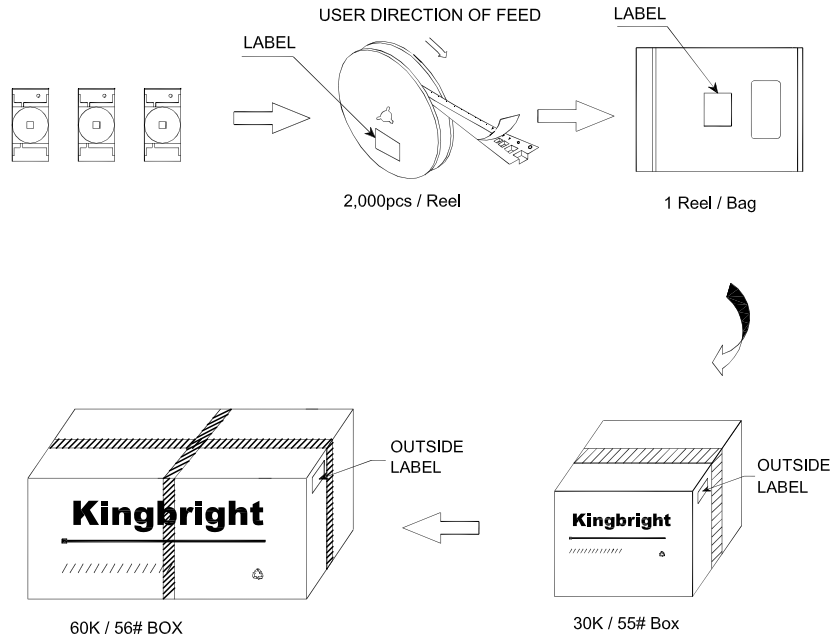 USER DIRECTION OF FEED
LABEL
LABEL
2,000pcs / Reel
1 Reel / Bag
OUTSIDE
LABEL
OUTSIDE
LABEL
Kingbright
Kingbright
60K / 56# BOX
30K / 55# Box